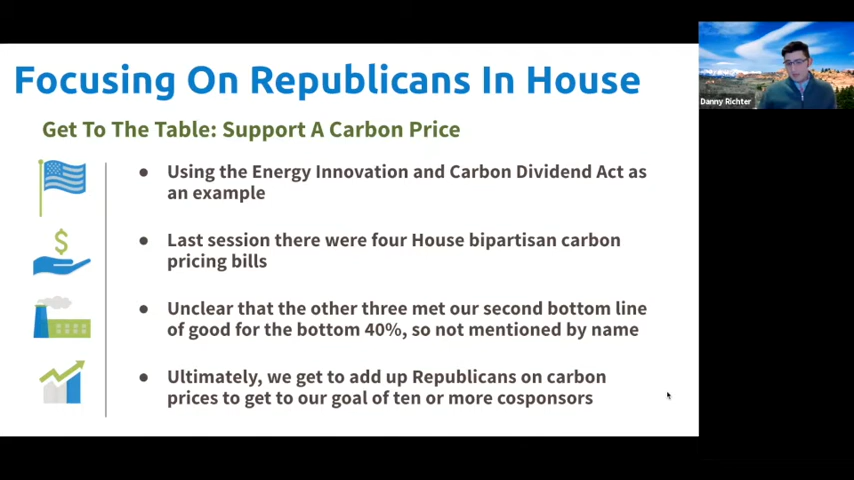 Focusing On Republicans In House
Danny Richter
Get To The Table: Support A Carbon Price
● Using the Energy Innovation and Carbon Dividend Act as
an example
$
● Last session there were four House bipartisan carbon
pricing bills
● Unclear that the other three met our second bottom line
of good for the bottom 40%, so not mentioned by name
● Ultimately, we get to add up Republicans on carbon
prices to get to our goal of ten or more cosponsors